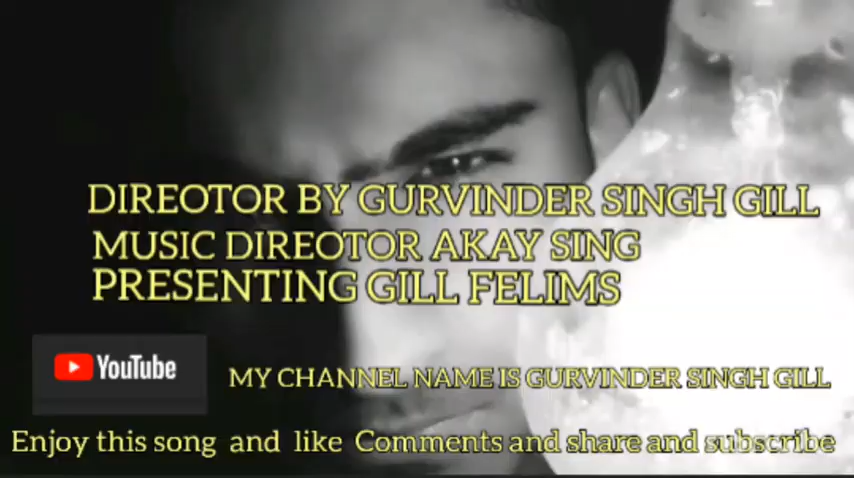 DIREOTOR BY GURVINDER SINGH GILL
MUSIC DIREOTOR AKAY SING
PRESENTING GILL FELIMS
YouTube
MY CHANNEL NAME IS GURVINDER SINGH GILL
Enjoy this song and like Comments and share and subscribe